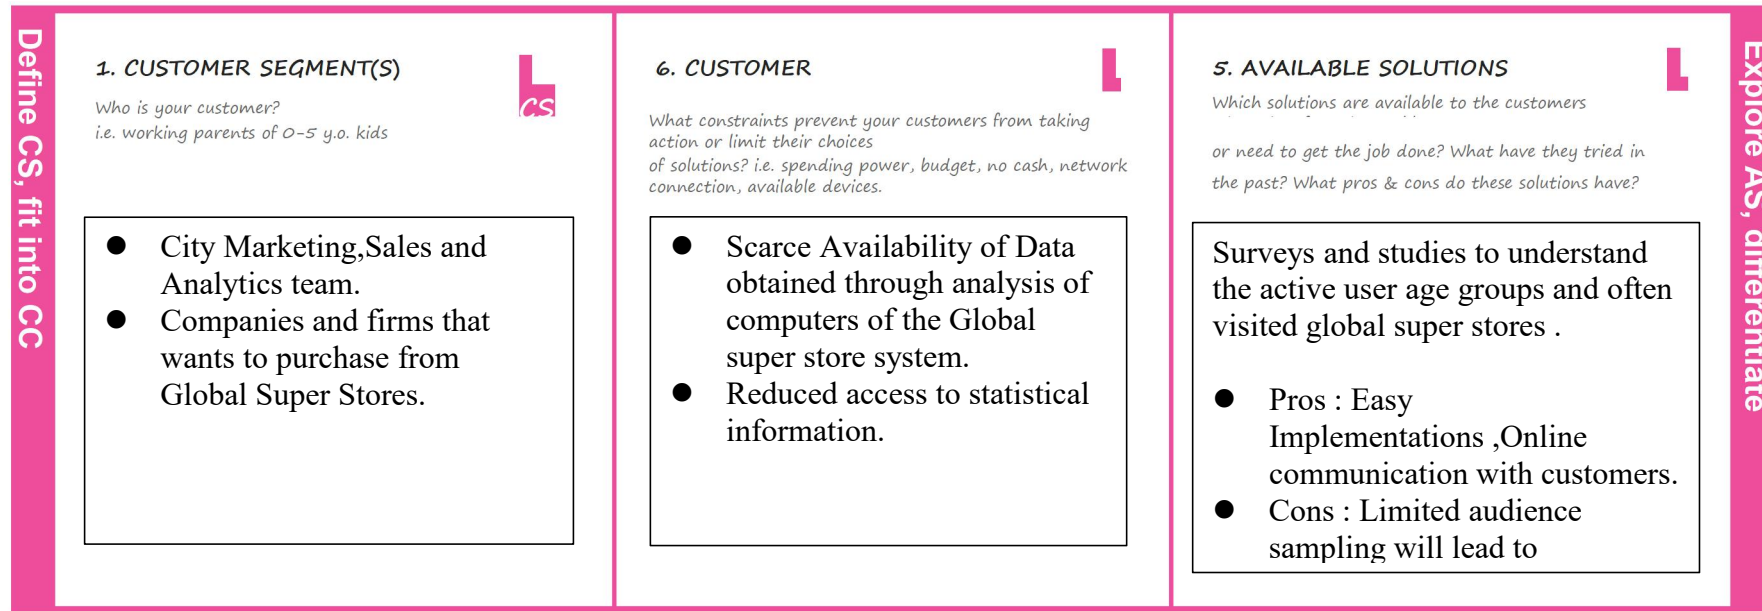 Define CS, fit into CC
1. CUSTOMER SEGMENT(S)
CS
Who is your customer?
i.e. working parents of 0-5 y.o. kids
● City Marketing,Sales and
Analytics team.
● Companies and firms that
wants to purchase from
Global Super Stores.
6. CUSTOMER
What constraints prevent your customers from taking
action or limit their choices
of solutions? i.e. spending power, budget, no cash, network
connection, available devices.
● Scarce Availability of Data
obtained through analysis of
computers of the Global
super store system.
● Reduced access to statistical
information.
5. AVAILABLE SOLUTIONS
Which solutions are available to the customers
or need to get the job done? What have they tried in
the past? What pros & cons do these solutions have?
Surveys and studies to understand
the active user age groups and often
visited global super stores .
● Pros : Easy
Implementations ,Online
communication with customers.
● Cons : Limited audience
sampling will lead to
Explore AS, differentiate